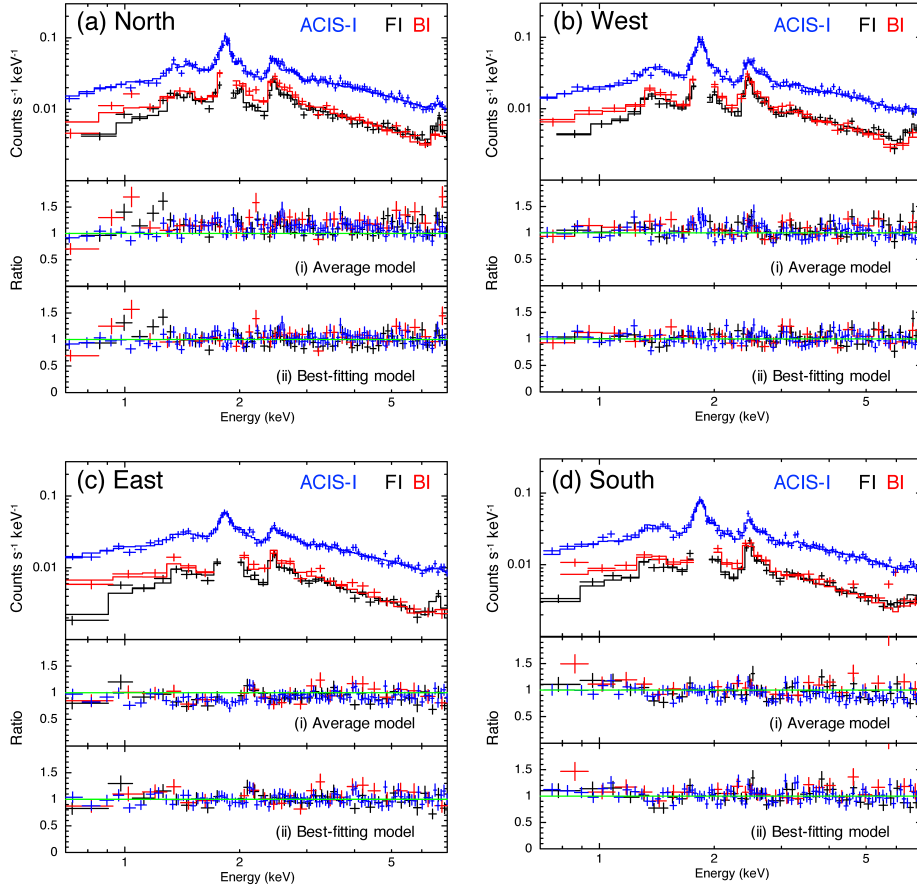 (a) North ACIS-I FI BI
0.1
0.01
Counts s⁻¹ keV⁻¹
1.5
1
0.5
(i) Average model
Ratio
1.5
1
0.5
0
(ii) Best-fitting model
1 2 5
Energy (keV)
(b) West ACIS-I FI BI
0.1
0.01
Counts s⁻¹ keV⁻¹
1.5
1
0.5
(i) Average model
Ratio
1.5
1
0.5
0
(ii) Best-fitting model
1 2 5
Energy (keV)
(c) East ACIS-I FI BI
0.1
0.01
Counts s⁻¹ keV⁻¹
1.5
1
0.5
(i) Average model
Ratio
1.5
1
0.5
0
(ii) Best-fitting model
1 2 5
Energy (keV)
(d) South ACIS-I FI BI
0.1
0.01
Counts s⁻¹ keV⁻¹
1.5
1
0.5
(i) Average model
Ratio
1.5
1
0.5
0
(ii) Best-fitting model
1 2 5
Energy (keV)